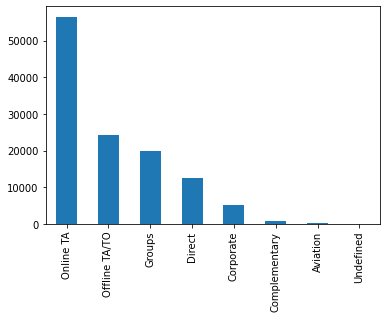 50000
40000
30000
20000
10000
0
Online TA
Offline TA/TO
Groups
Direct
Corporate
Complementary
Aviation
Undefined